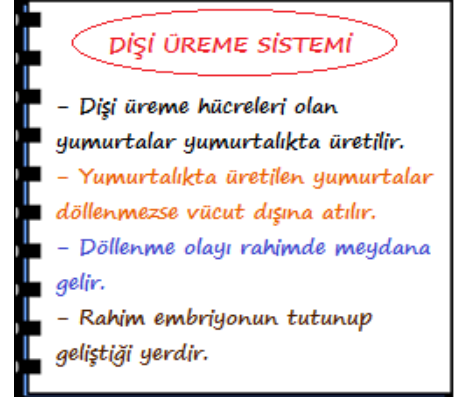 DİŞİ ÜREME SİSTEMİ
- Dişi üreme hücreleri olan
yumurtalar yumurtalıkta üretilir.
- Yumurtalıkta üretilen yumurtalar
döllenmezse vücut dışına atılır.
- Döllenme olayı rahimde meydana
gelir.
- Rahim embriyonun tutunup
geliştiği yerdir.